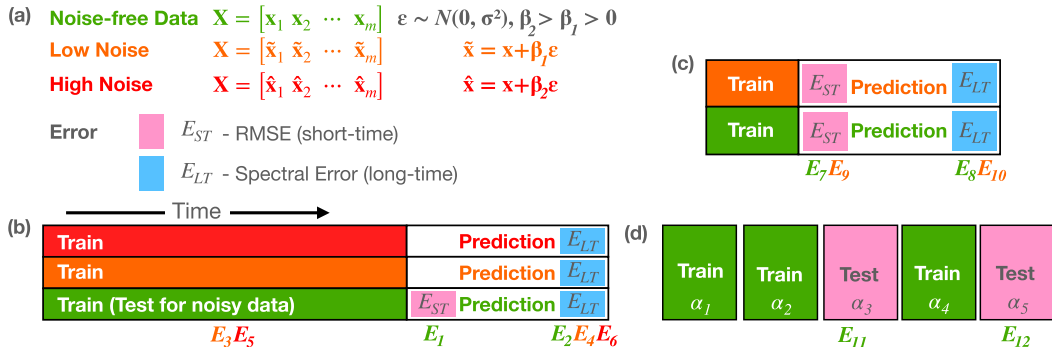 (a)
Noise-free Data X = [x₁ x₂ ⋯ xₘ] ε ~ N(0, σ²), β₂ > β₁ > 0
Low Noise X = [x̃₁ x̃₂ ⋯ x̃ₘ] x̃ = x+β₁ε
High Noise X = [x̂₁ x̂₂ ⋯ x̂ₘ] x̂ = x+β₂ε
Error E_ST - RMSE (short-time)
E_LT - Spectral Error (long-time)
Time
(b)
Train Prediction E_LT
Train Prediction E_LT
Train (Test for noisy data) E_ST Prediction E_LT
E₃E₅ E₁ E₂E₄E₆
(c)
Train E_ST Prediction E_LT
Train E_ST Prediction E_LT
E₇E₉ E₈E₁₀
(d)
Train Train Test Train Test
α₁ α₂ α₃ α₄ α₅
E₁₁ E₁₂